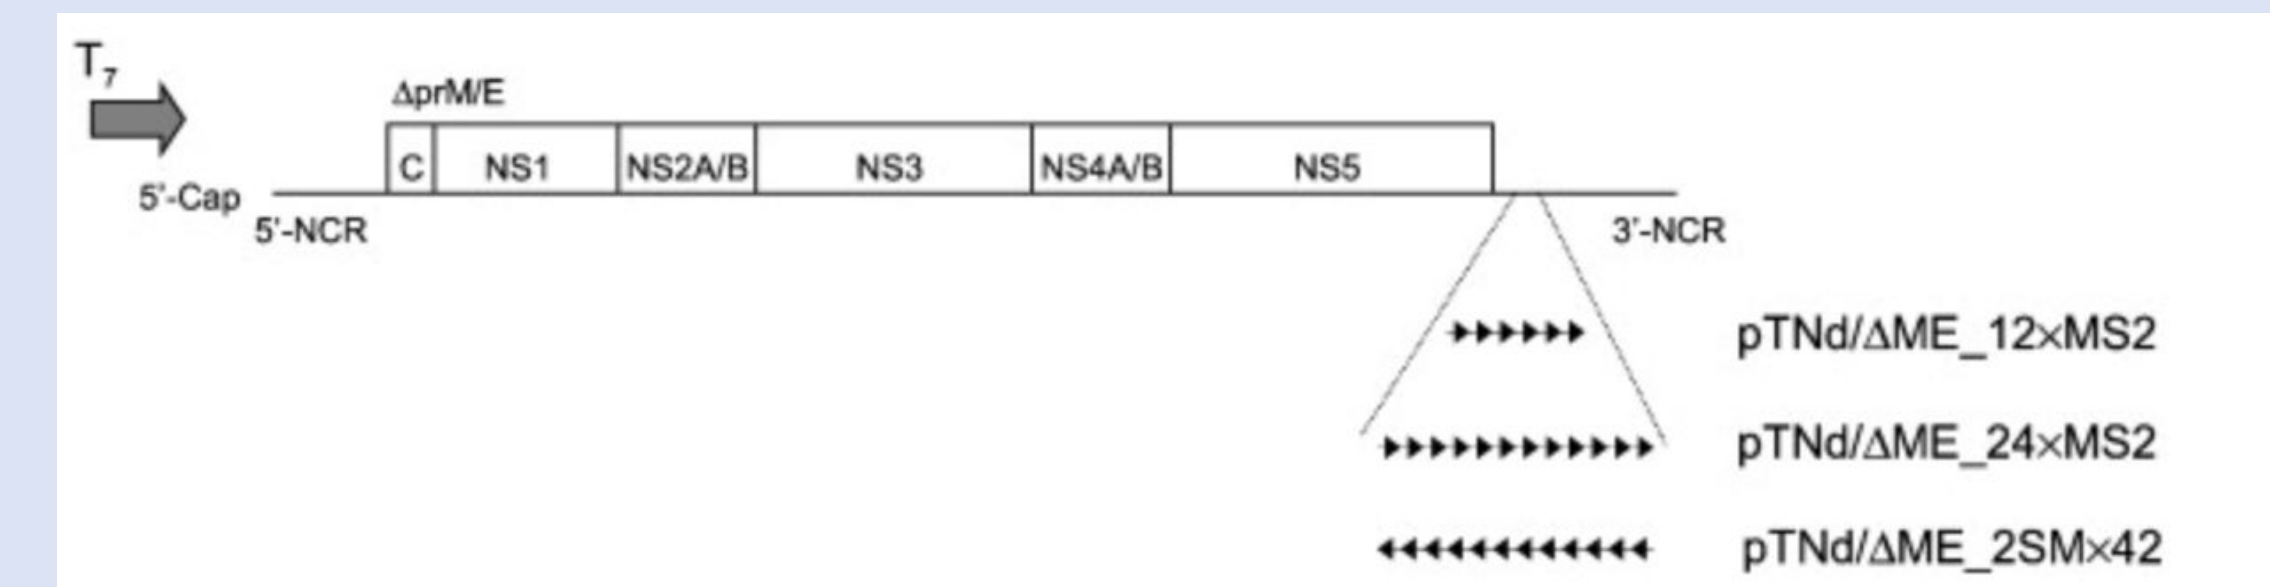 T7
ΔprM/E
C NS1 NS2A/B NS3 NS4A/B NS5
5'-Cap
5'-NCR
3'-NCR
pTNd/ΔME_12×MS2
pTNd/ΔME_24×MS2
pTNd/ΔME_2SM×42